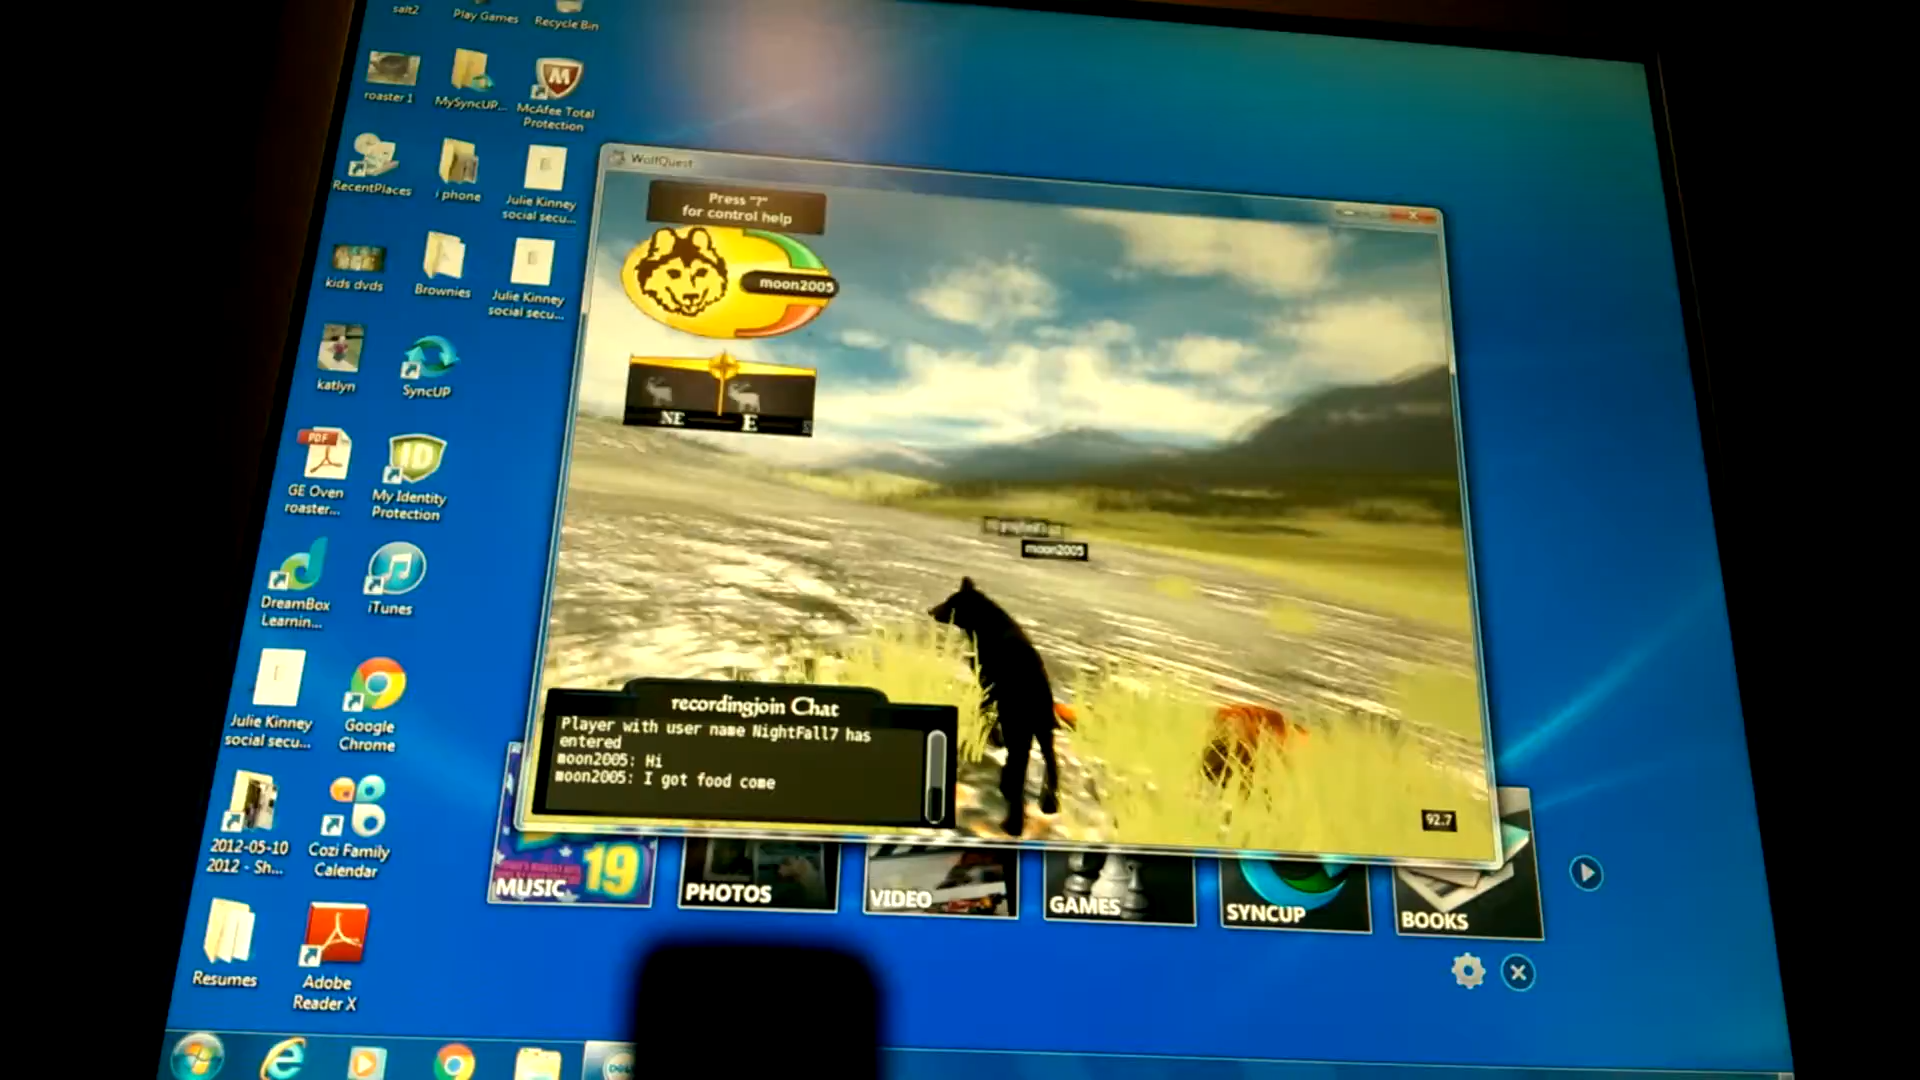 salt2
Play Games
Recycle Bin
roaster1
MySyncUP...
McAfee Total
Protection
RecentPlaces
i phone
Julie Kinney
social secu...
kids dvds
Brownies
Julie Kinney
social secu...
katlyn
SyncUP
GE Oven
roaster...
My Identity
Protection
DreamBox
Learnin...
iTunes
Julie Kinney
social secu...
Google
Chrome
2012-05-10
2012 - Sh...
Cozi Family
Calendar
Resumes
Adobe
Reader X
PDF
ID
WolfQuest
Press "?"
for control help
moon2005
NE
E
moon2005
recordingjoin Chat
Player with user name NightFall7 has
entered
moon2005: Hi
moon2005: I got food come
92.7
19
MUSIC
PHOTOS
VIDEO
GAMES
SYNCUP
BOOKS